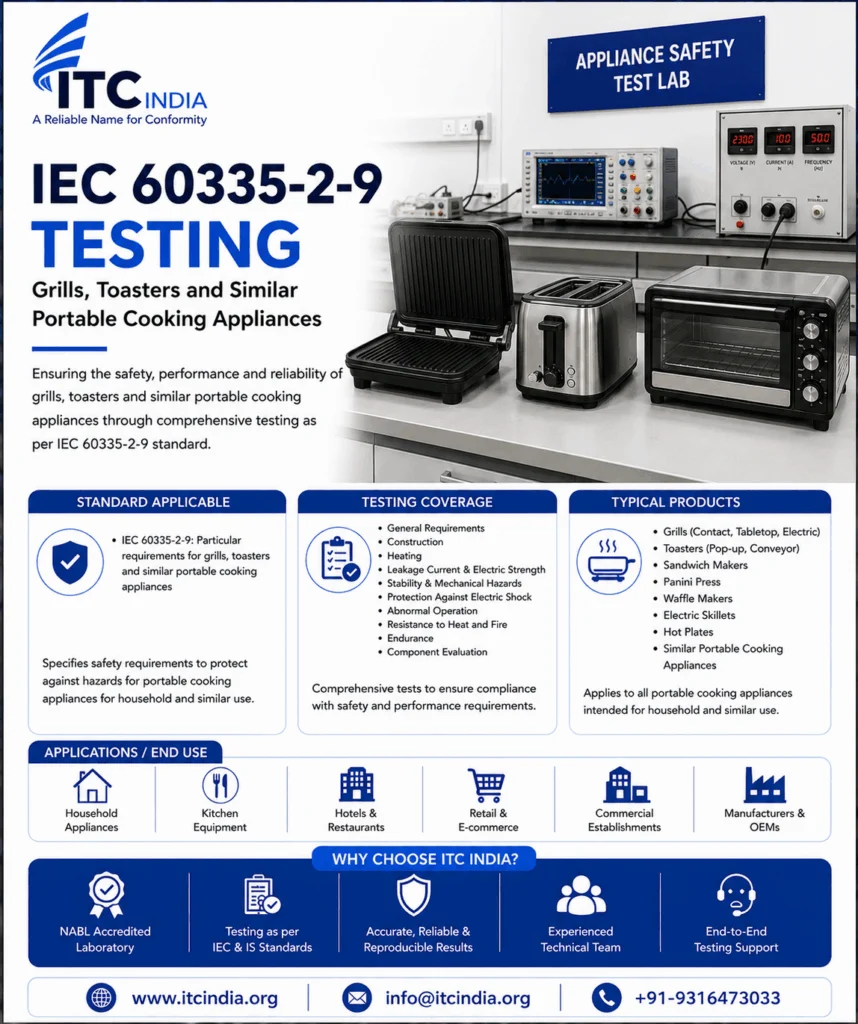 ITC INDIA
A Reliable Name for Conformity
APPLIANCE SAFETY
TEST LAB
230.0
10.0
50.0
VOLTAGE (V)
CURRENT (A)
FREQUENCY
(Hz)
IEC 60335-2-9
TESTING
Grills, Toasters and Similar
Portable Cooking Appliances
Ensuring the safety, performance and reliability of
grills, toasters and similar portable cooking
appliances through comprehensive testing as
per IEC 60335-2-9 standard.
STANDARD APPLICABLE
• IEC 60335-2-9: Particular
requirements for grills, toasters
and similar portable cooking
appliances
Specifies safety requirements to protect
against hazards for portable cooking
appliances for household and similar use.
TESTING COVERAGE
• General Requirements
• Construction
• Heating
• Leakage Current & Electric Strength
• Stability & Mechanical Hazards
• Protection Against Electric Shock
• Abnormal Operation
• Resistance to Heat and Fire
• Endurance
• Component Evaluation
Comprehensive tests to ensure compliance
with safety and performance requirements.
TYPICAL PRODUCTS
• Grills (Contact, Tabletop, Electric)
• Toasters (Pop-up, Conveyor)
• Sandwich Makers
• Panini Press
• Waffle Makers
• Electric Skillets
• Hot Plates
• Similar Portable Cooking
Appliances
Applies to all portable cooking appliances
intended for household and similar use.
APPLICATIONS / END USE
Household
Appliances
Kitchen
Equipment
Hotels &
Restaurants
Retail &
E-commerce
Commercial
Establishments
Manufacturers &
OEMs
WHY CHOOSE ITC INDIA?
NABL Accredited
Laboratory
Testing as per
IEC & IS Standards
Accurate, Reliable &
Reproducible Results
Experienced
Technical Team
End-to-End
Testing Support
www.itcindia.org
info@itcindia.org
+91-9316473033